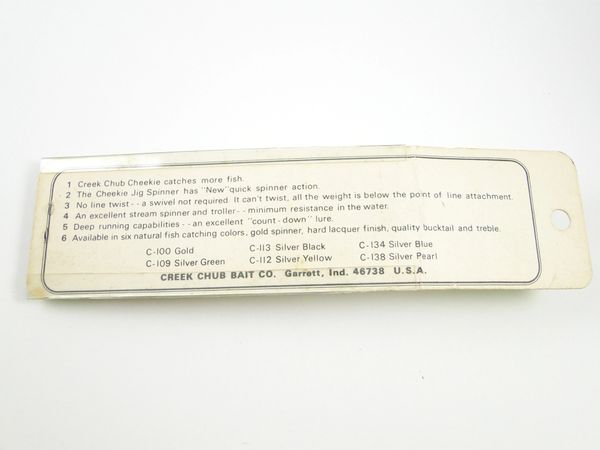 1 Creek Chub Cheekie catches more fish.
2 The Cheekie Jig Spinner has "New" quick spinner action.
3 No line twist - - a swivel not required. It can't twist, all the weight is below the point of line attachment.
4 An excellent stream spinner and troller - - minimum resistance in the water.
5 Deep running capabilities - - an excellent "count-down" lure.
6 Available in six natural fish catching colors, gold spinner, hard lacquer finish, quality bucktail and treble.
C-100 Gold C-113 Silver Black C-134 Silver Blue
C-109 Silver Green C-112 Silver Yellow C-138 Silver Pearl
CREEK CHUB BAIT CO. Garrett, Ind. 46738 U.S.A.